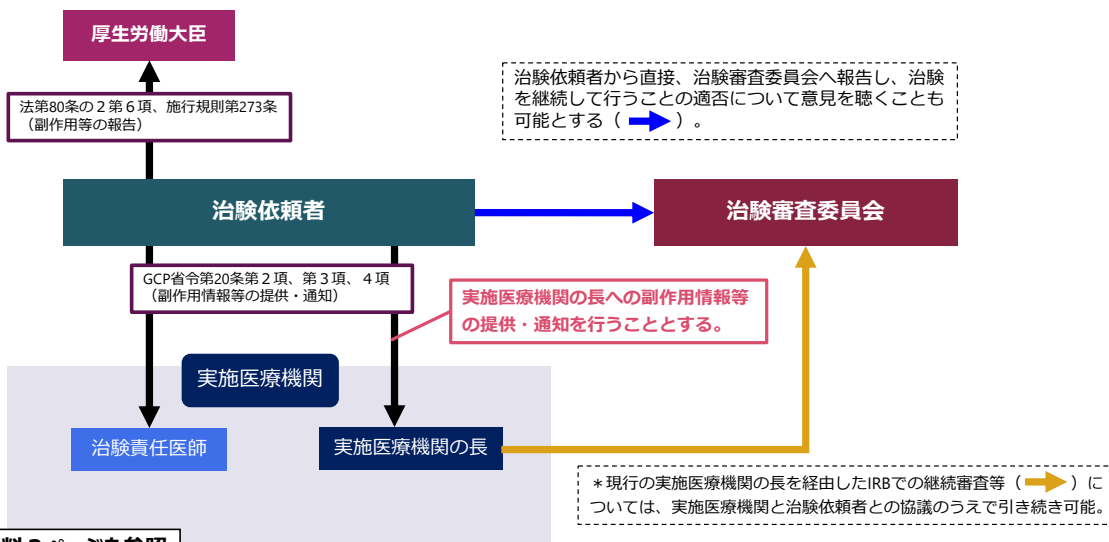 厚生労働大臣
法第80条の２第６項、施行規則第273条
（副作用等の報告）
治験依頼者から直接、治験審査委員会へ報告し、治験
を継続して行うことの適否について意見を聴くことも
可能とする（　）。
治験依頼者
治験審査委員会
GCP省令第20条第２項、第３項、４項
（副作用情報等の提供・通知）
実施医療機関の長への副作用情報等
の提供・通知を行うこととする。
実施医療機関
治験責任医師
実施医療機関の長
＊現行の実施医療機関の長を経由したIRBでの継続審査等（　）に
ついては、実施医療機関と治験依頼者との協議のうえで引き続き可能。